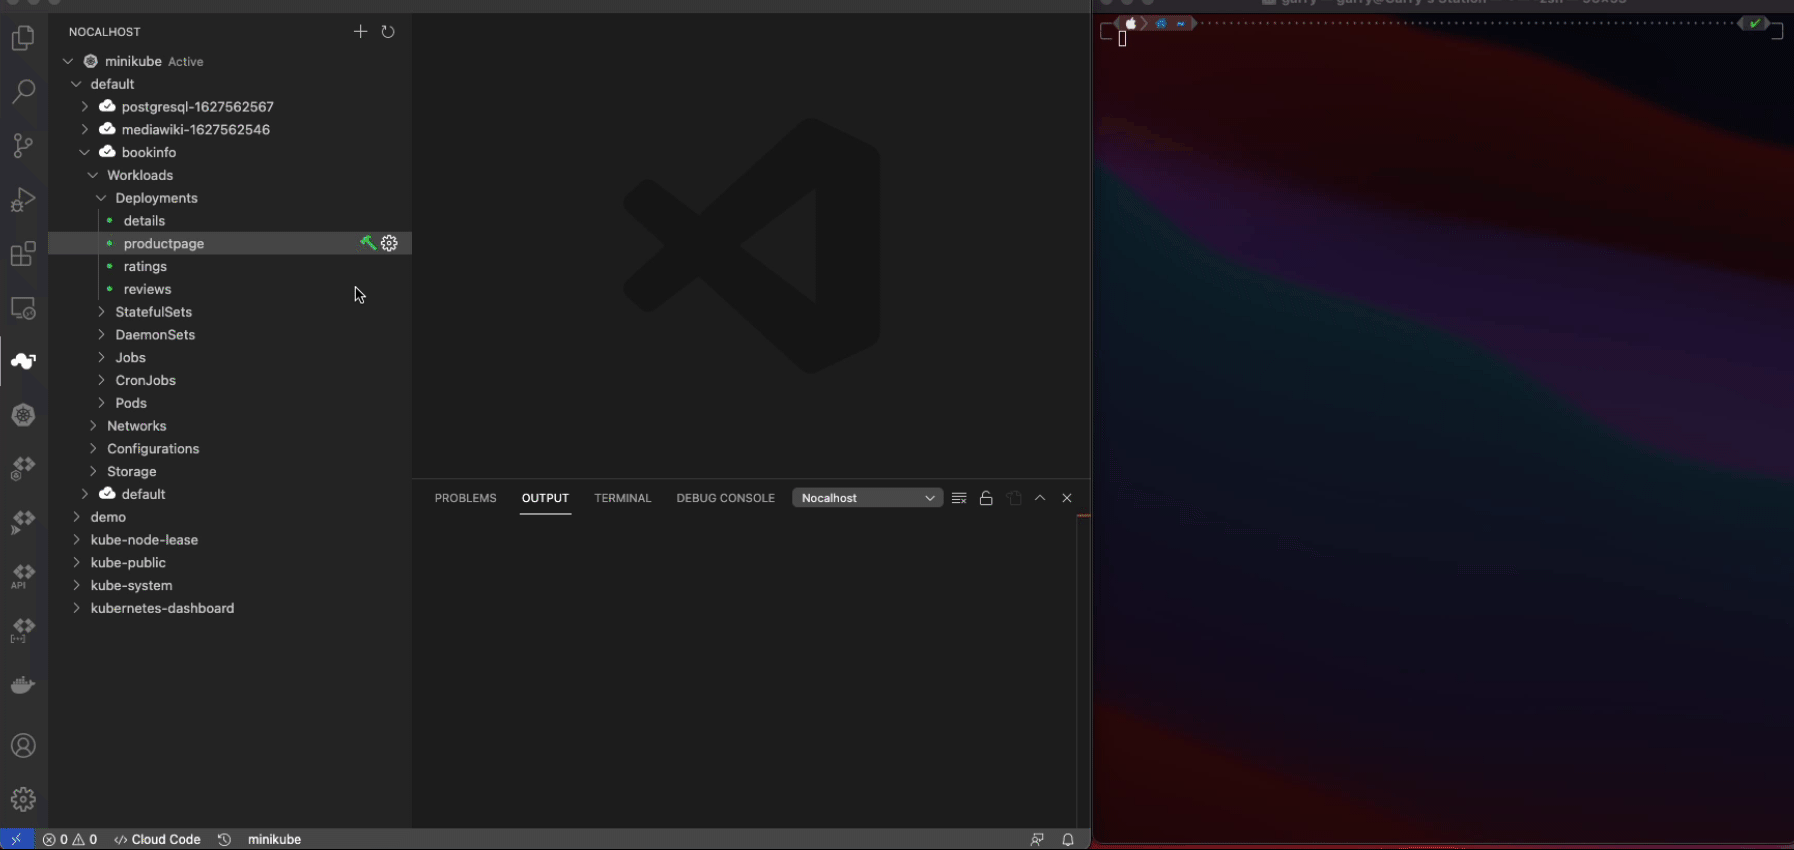 NOCALHOST
minikube Active
default
postgresql-1627562567
mediawiki-1627562546
bookinfo
Workloads
Deployments
details
productpage
ratings
reviews
StatefulSets
DaemonSets
Jobs
CronJobs
Pods
Networks
Configurations
Storage
default
demo
kube-node-lease
kube-public
kube-system
kubernetes-dashboard
API
PROBLEMS OUTPUT TERMINAL DEBUG CONSOLE Nocalhost
0 0 Cloud Code minikube
~